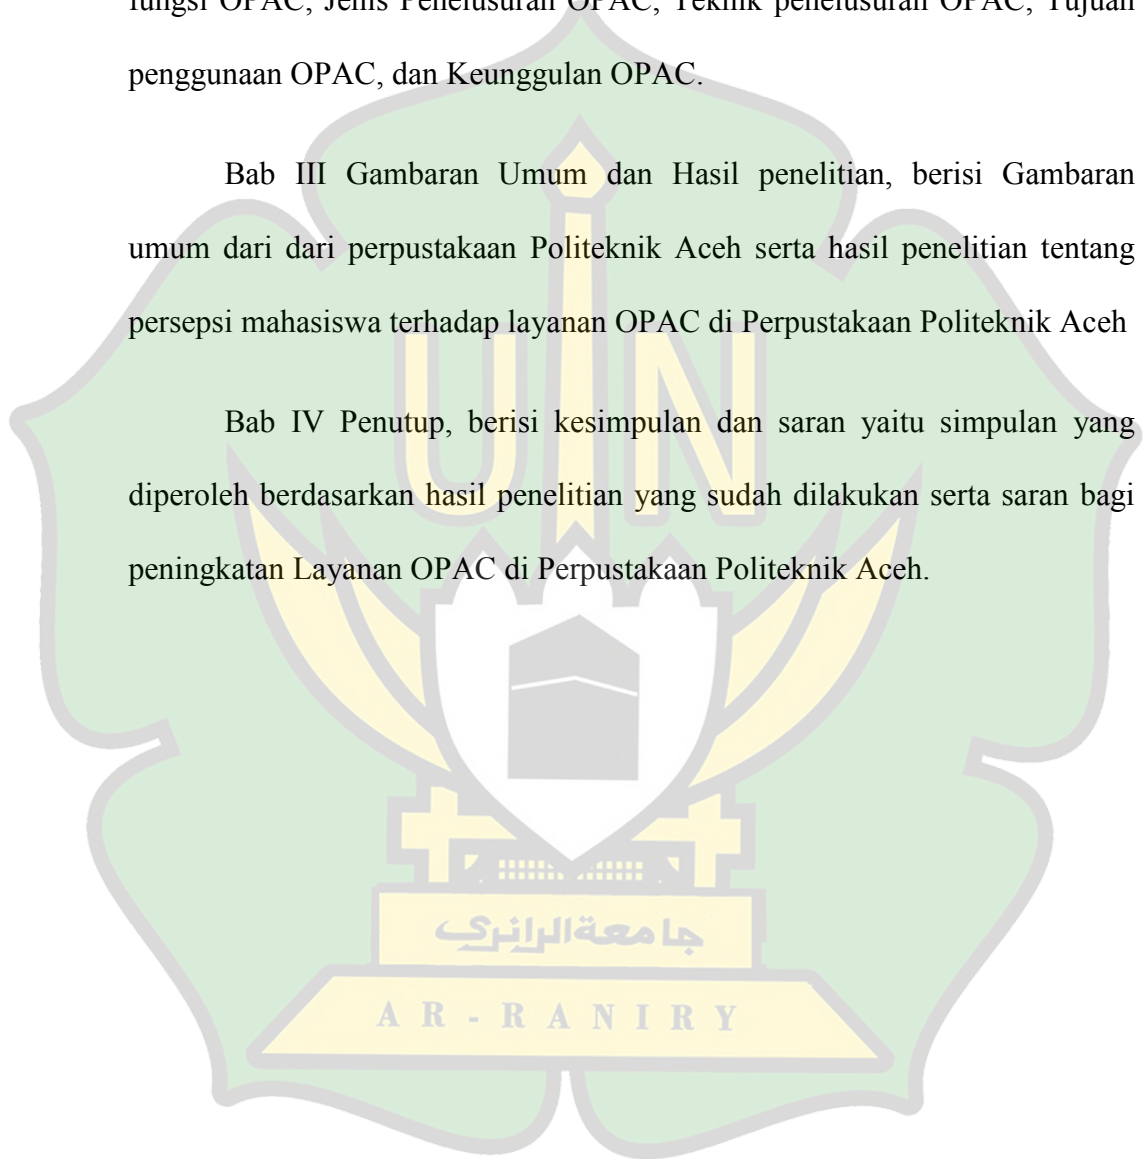 fungsi OPAC, Jenis Penelusuran OPAC, Teknik penelusuran OPAC, Tujuan
penggunaan OPAC, dan Keunggulan OPAC.
Bab III Gambaran Umum dan Hasil penelitian, berisi Gambaran
umum dari dari perpustakaan Politeknik Aceh serta hasil penelitian tentang
persepsi mahasiswa terhadap layanan OPAC di Perpustakaan Politeknik Aceh
Bab IV Penutup, berisi kesimpulan dan saran yaitu simpulan yang
diperoleh berdasarkan hasil penelitian yang sudah dilakukan serta saran bagi
peningkatan Layanan OPAC di Perpustakaan Politeknik Aceh.
UIN
جامعة الرانري
AR-RANIRY